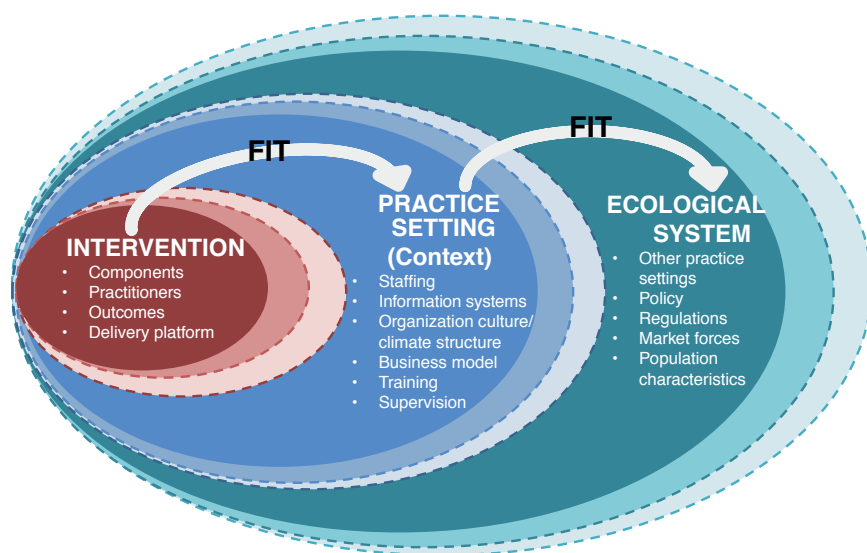 FIT
FIT
INTERVENTION
• Components
• Practitioners
• Outcomes
• Delivery platform
PRACTICE
SETTING
(Context)
• Staffing
• Information systems
• Organization culture/
climate structure
• Business model
• Training
• Supervision
ECOLOGICAL
SYSTEM
• Other practice
settings
• Policy
• Regulations
• Market forces
• Population
characteristics